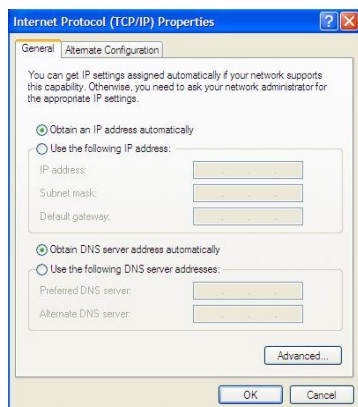 Internet Protocol (TCP/IP) Properties
General
Alternate Configuration
You can get IP settings assigned automatically if your network supports
this capability. Otherwise, you need to ask your network administrator for
the appropriate IP settings.
Obtain an IP address automatically
Use the following IP address:
IP address:
Subnet mask:
Default gateway:
Obtain DNS server address automatically
Use the following DNS server addresses:
Preferred DNS server:
Alternate DNS server:
Advanced...
OK
Cancel